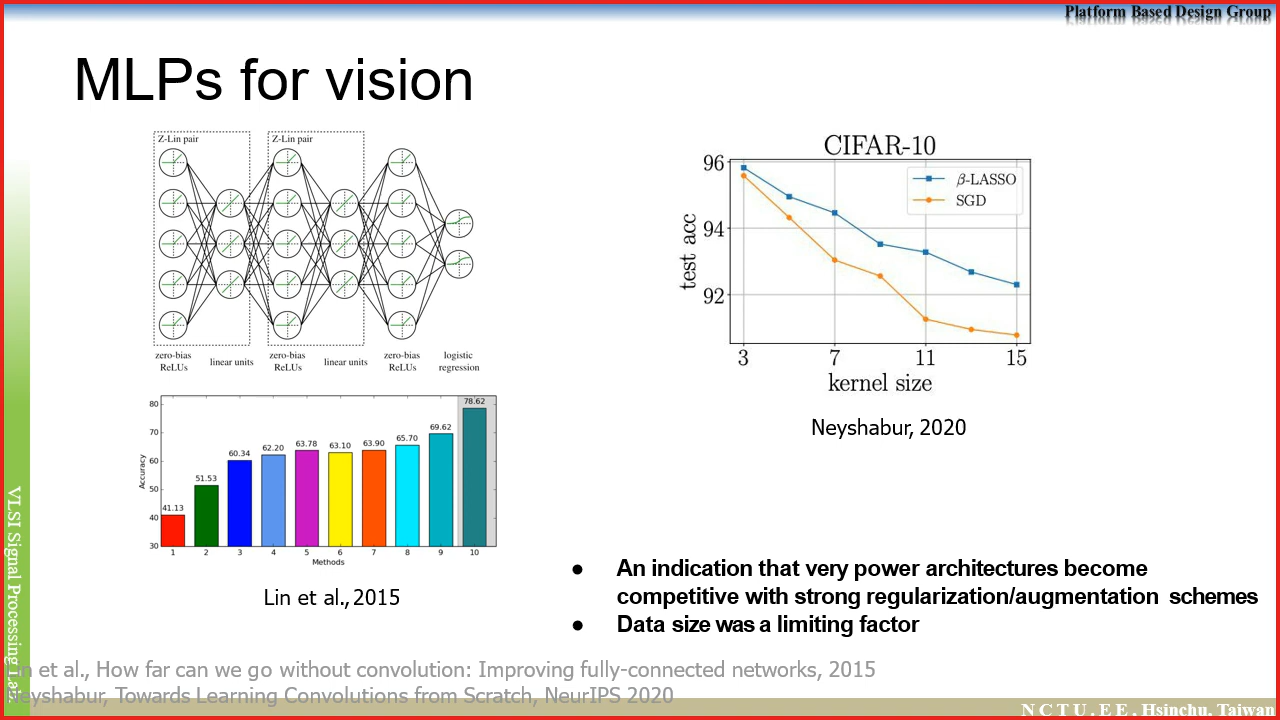 Platform Based Design Group
MLPs for vision
Z-Lin pair
Z-Lin pair
zero-bias
ReLUs
linear units
zero-bias
ReLUs
linear units
zero-bias
ReLUs
logistic
regression
80
70
60
50
40
30
Accuracy
41.13
51.53
60.34
62.20
63.78
63.10
63.90
65.70
69.62
78.62
1 2 3 4 5 6 7 8 9 10
Methods
Lin et al., 2015
CIFAR-10
96
94
92
test acc
β-LASSO
SGD
3 7 11 15
kernel size
Neyshabur, 2020
● An indication that very power architectures become
competitive with strong regularization/augmentation schemes
● Data size was a limiting factor
Lin et al., How far can we go without convolution: Improving fully-connected networks, 2015
Neyshabur, Towards Learning Convolutions from Scratch, NeurIPS 2020
VLSI Signal Processing Lab.
N C T U . E E , Hsinchu, Taiwan